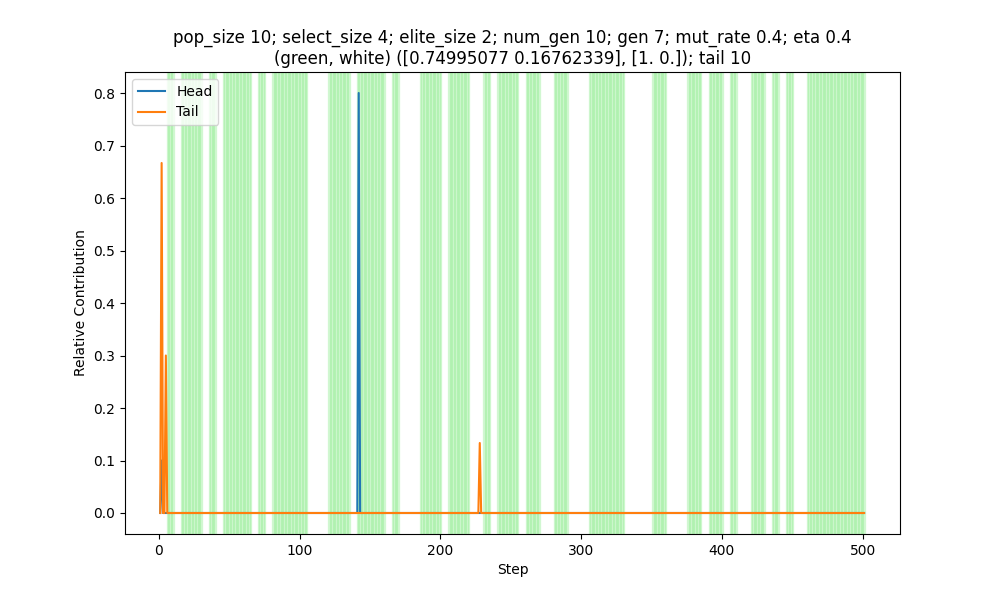 pop_size 10; select_size 4; elite_size 2; num_gen 10; gen 7; mut_rate 0.4; eta 0.4
(green, white) ([0.74995077 0.16762339], [1. 0.]); tail 10
Head
Tail
0.8
0.7
0.6
0.5
0.4
0.3
0.2
0.1
0.0
Relative Contribution
0 100 200 300 400 500
Step